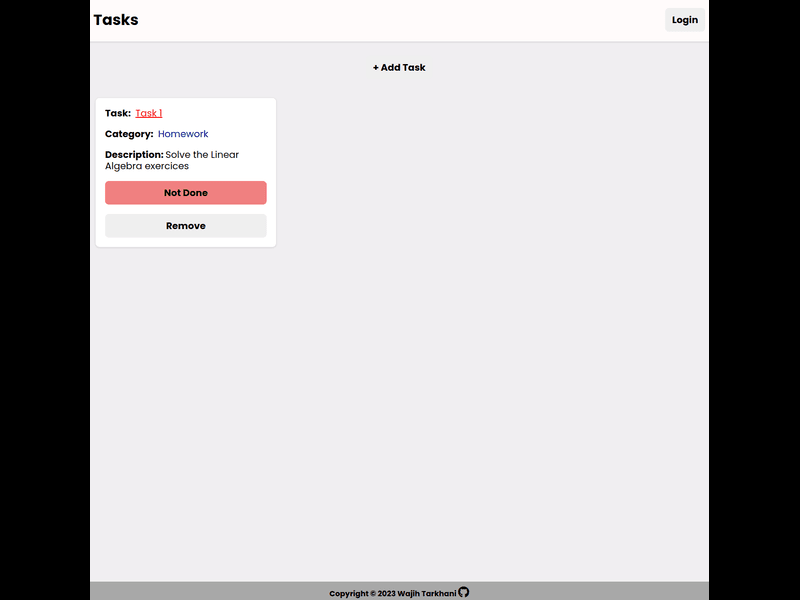 Tasks
Login
+ Add Task
Task: Task 1
Category: Homework
Description: Solve the Linear
Algebra exercices
Not Done
Remove
Copyright © 2023 Wajih Tarkhani